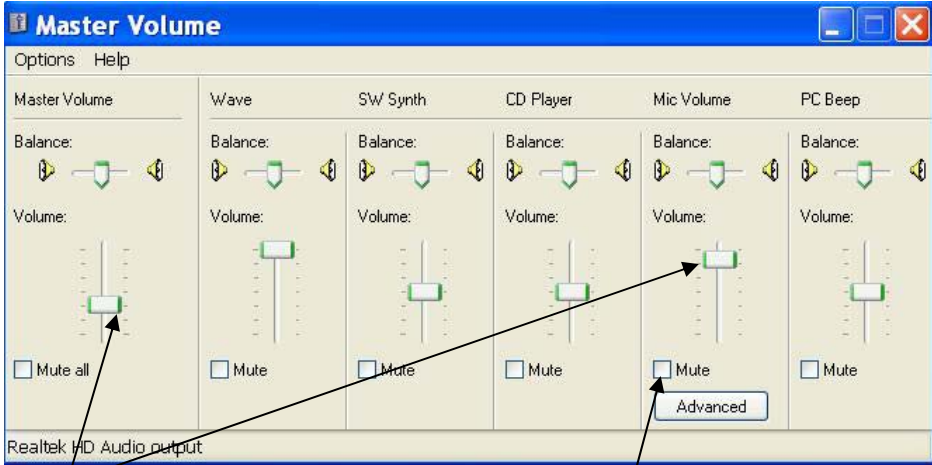 Master Volume
Options Help
Master Volume Wave SW Synth CD Player Mic Volume PC Beep
Balance: Balance: Balance: Balance: Balance: Balance:
Volume: Volume: Volume: Volume: Volume: Volume:
Mute all Mute Mute Mute Mute Mute
Advanced
Realtek HD Audio output